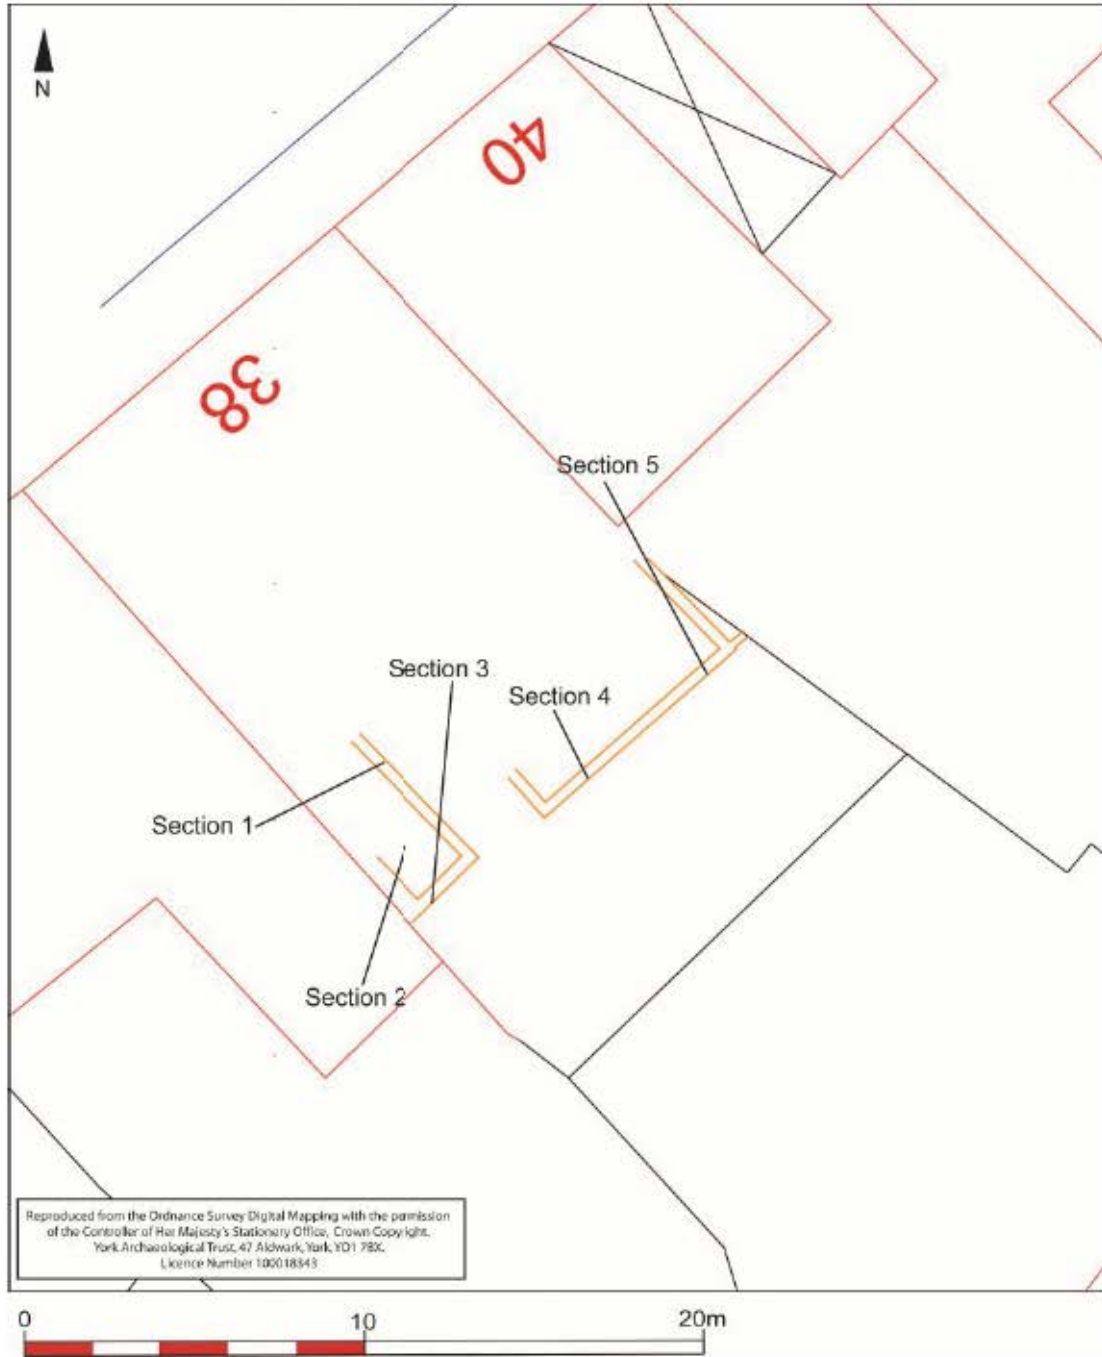 N
40
38
Section 5
Section 3
Section 4
Section 1
Section 2
Reproduced from the Ordnance Survey Digital Mapping with the permission
of the Controller of Her Majesty's Stationery Office, Crown Copyright.
York Archaeological Trust, 47 Aldwark, York, YO1 7BX.
Licence Number 100018343
0 10 20m